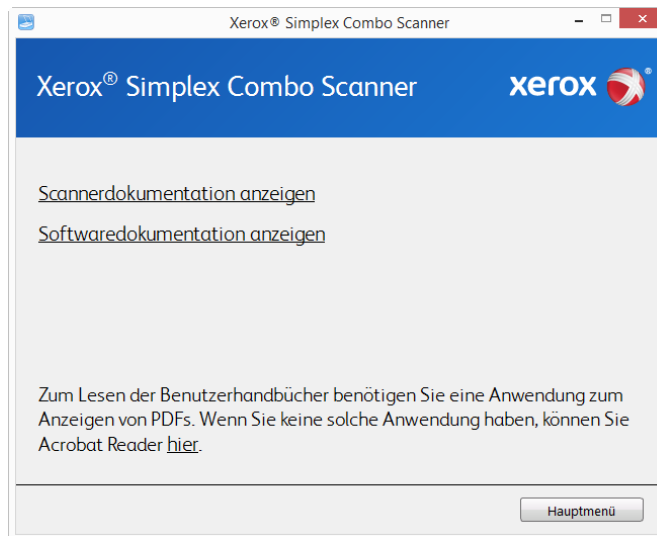 Xerox® Simplex Combo Scanner
Xerox® Simplex Combo Scanner
xerox ®
Scannerdokumentation anzeigen
Softwaredokumentation anzeigen
Zum Lesen der Benutzerhandbücher benötigen Sie eine Anwendung zum
Anzeigen von PDFs. Wenn Sie keine solche Anwendung haben, können Sie
Acrobat Reader hier.
Hauptmenü